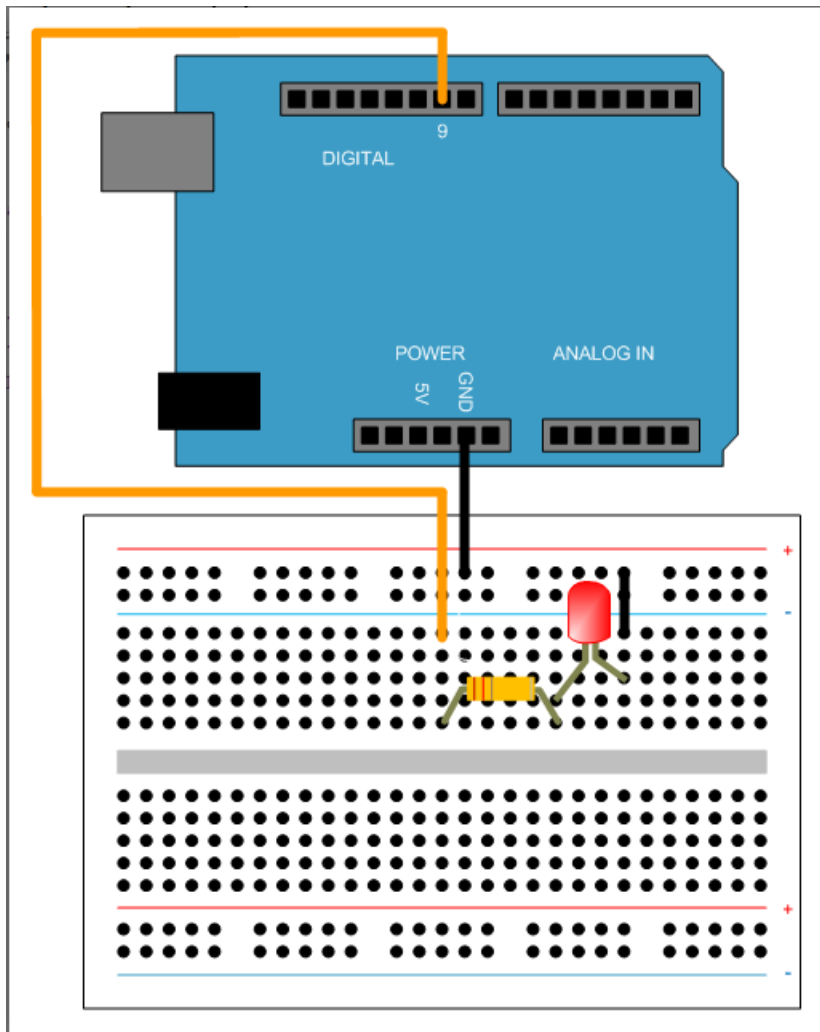 9
DIGITAL
POWER
ANALOG IN
5V
GND
+
-
+
-